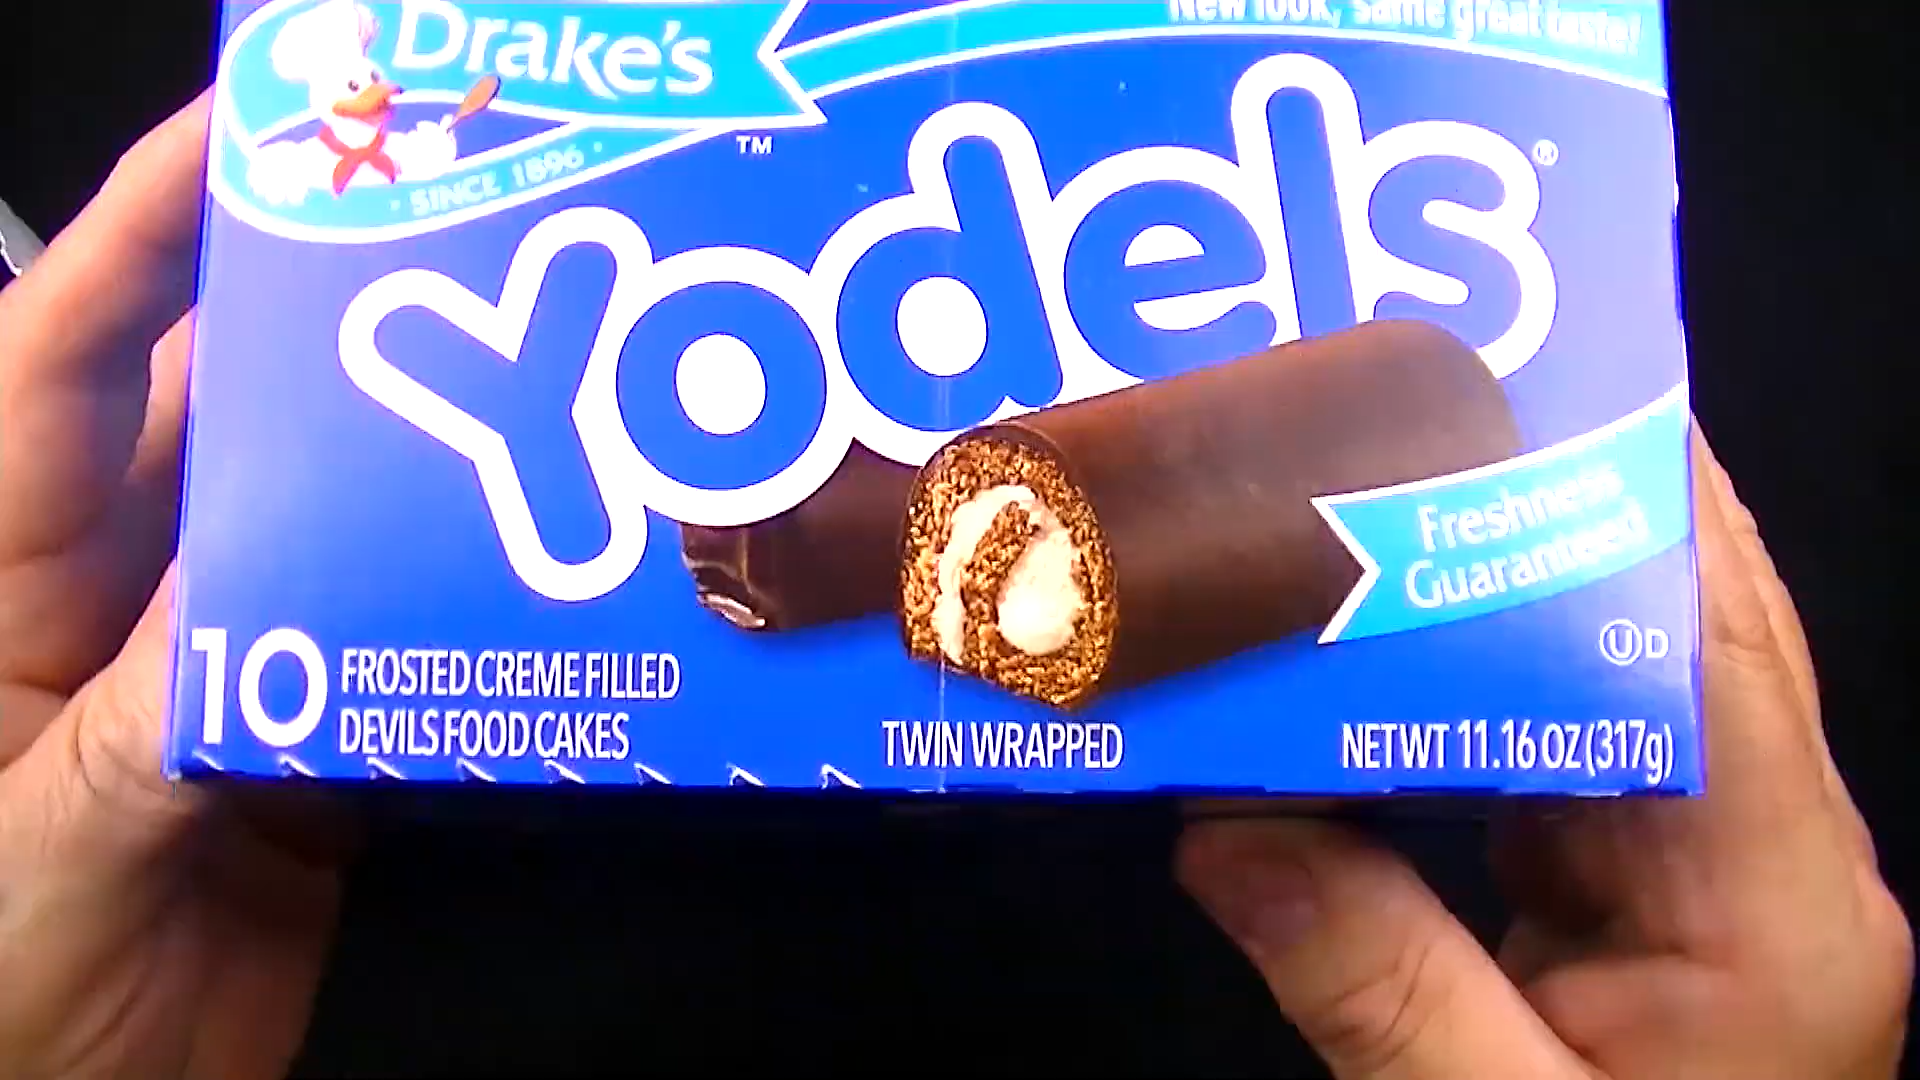 Drake's
New look, same great taste!
SINCE 1896 ·
TM
Yodels®
Freshness
Guaranteed
UD
10 FROSTED CREME FILLED
DEVILS FOOD CAKES
TWIN WRAPPED
NET WT 11.16 OZ (317g)